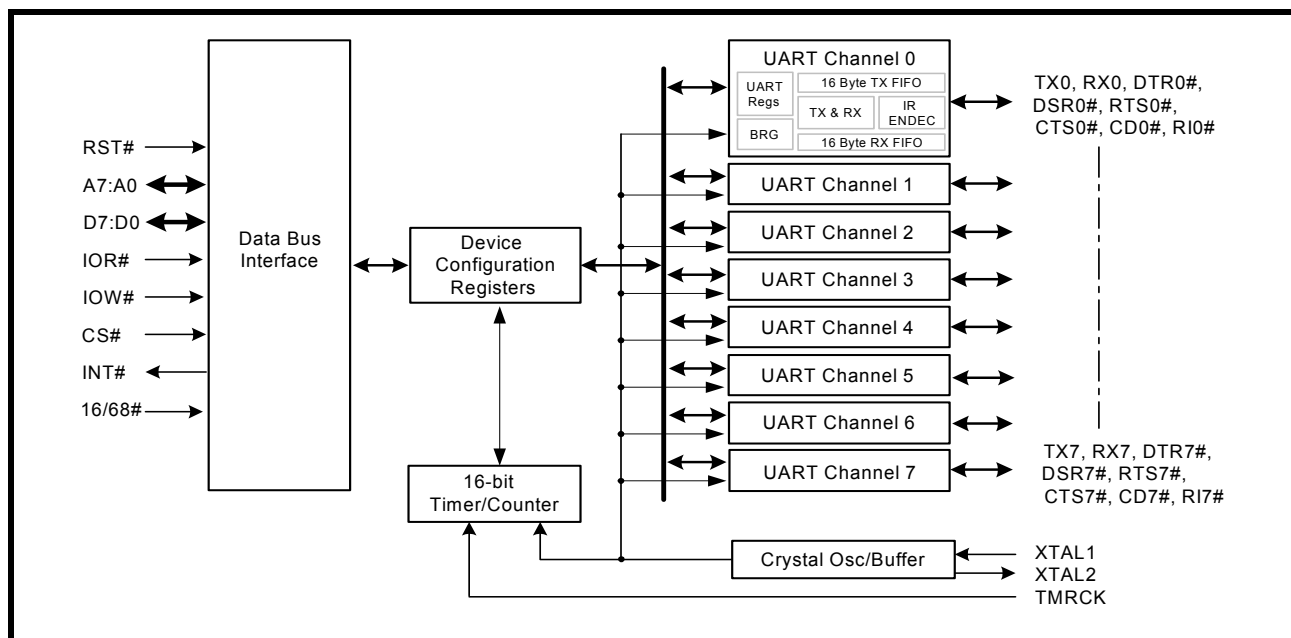 RST#
A7:A0
D7:D0
IOR#
IOW#
CS#
INT#
16/68#
Data Bus
Interface
Device
Configuration
Registers
16-bit
Timer/Counter
UART Channel 0
UART
Regs
BRG
16 Byte TX FIFO
TX & RX
IR
ENDEC
16 Byte RX FIFO
UART Channel 1
UART Channel 2
UART Channel 3
UART Channel 4
UART Channel 5
UART Channel 6
UART Channel 7
Crystal Osc/Buffer
TX0, RX0, DTR0#,
DSR0#, RTS0#,
CTS0#, CD0#, RI0#
TX7, RX7, DTR7#,
DSR7#, RTS7#,
CTS7#, CD7#, RI7#
XTAL1
XTAL2
TMRCK